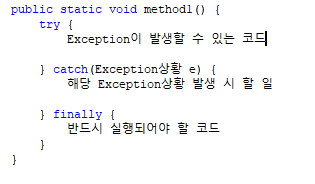 public static void method1() {
try {
Exception이 발생할 수 있는 코드
} catch(Exception상황 e) {
해당 Exception상황 발생 시 할 일
} finally {
반드시 실행되어야 할 코드
}
}